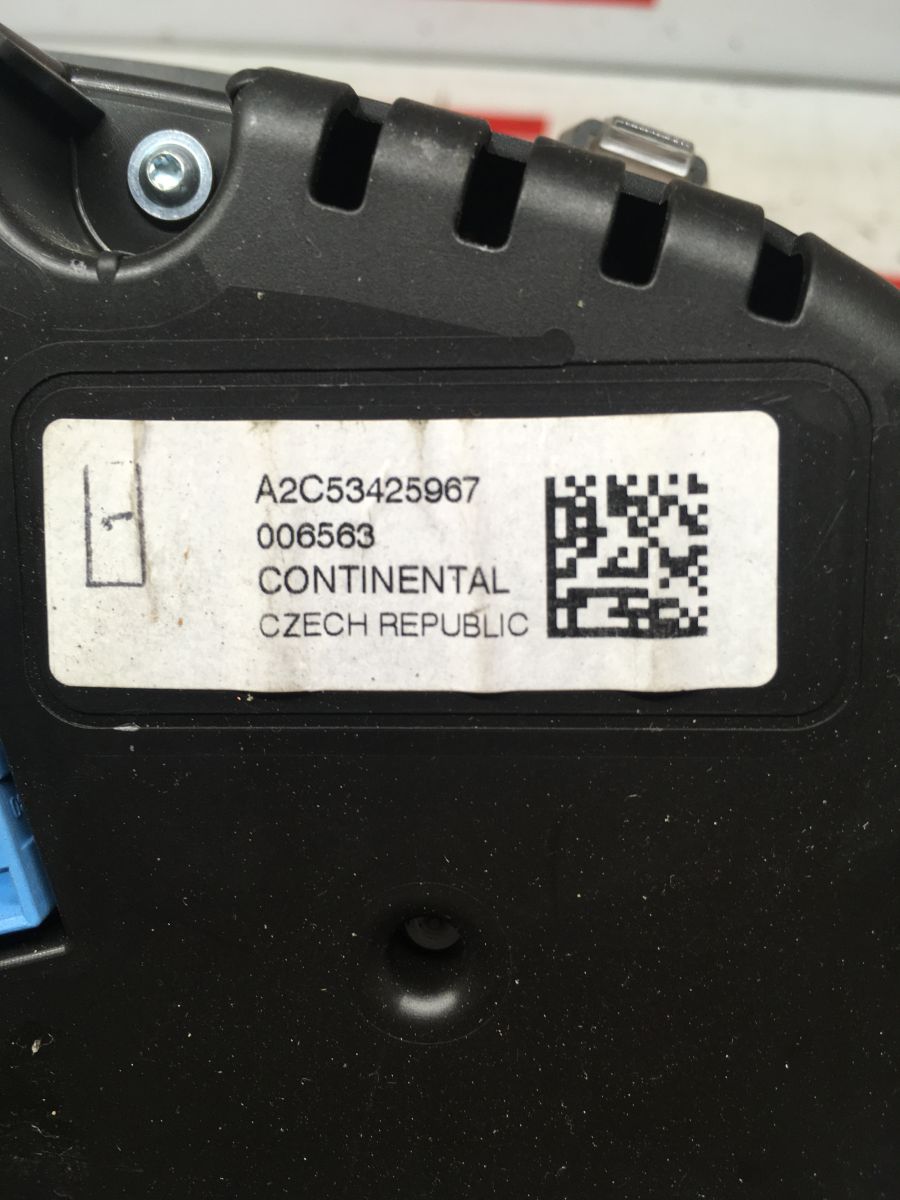 A2C53425967
006563
CONTINENTAL
CZECH REPUBLIC